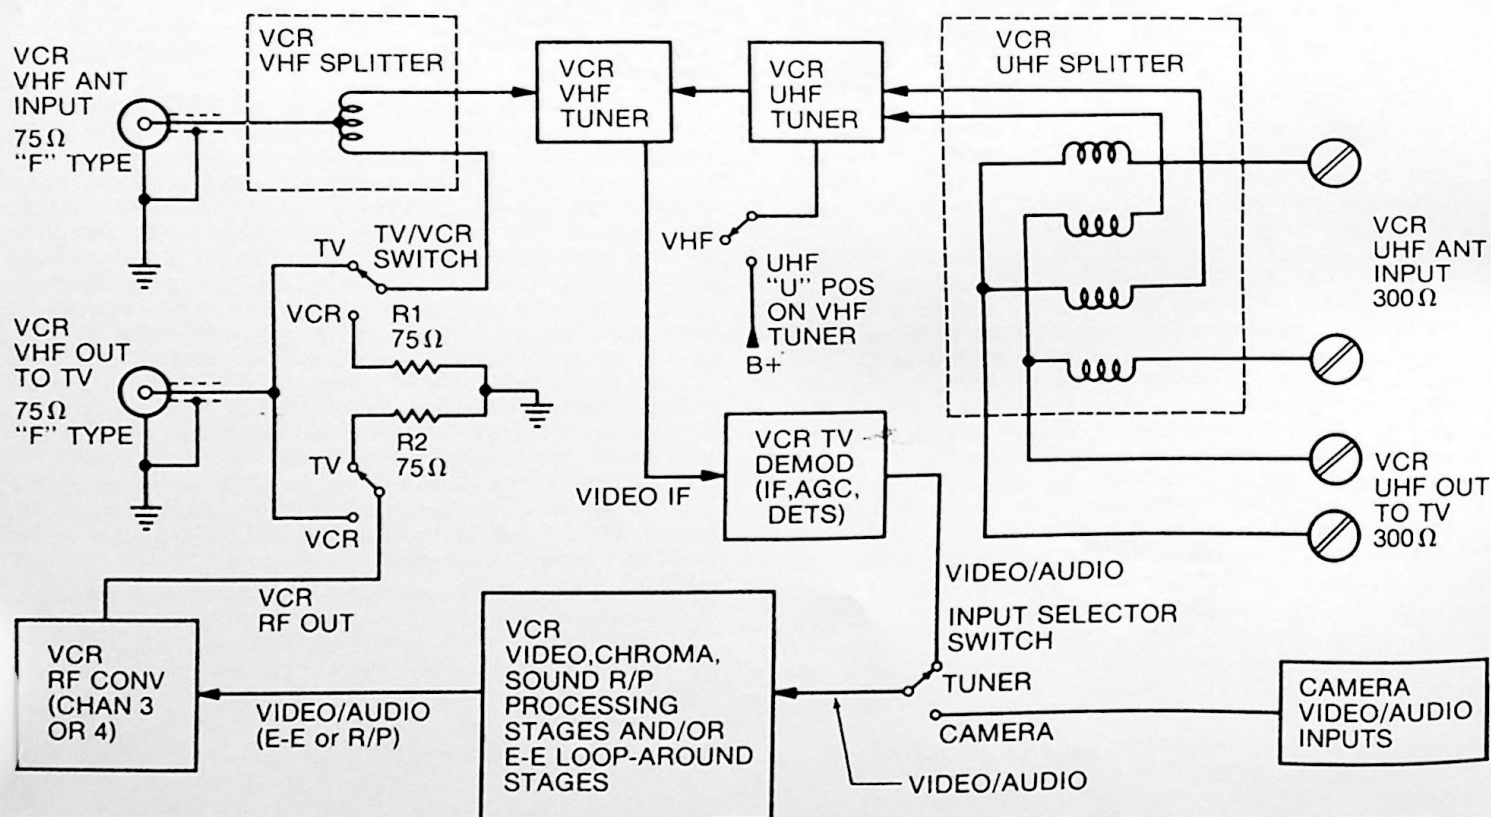 VCR
VHF ANT
INPUT
75Ω
"F" TYPE
VCR
VHF SPLITTER
VCR
VHF
TUNER
VCR
UHF
TUNER
VCR
UHF SPLITTER
VCR
UHF ANT
INPUT
300Ω
VHF
UHF
"U" POS
ON VHF
TUNER
B+
TV
TV/VCR
SWITCH
VCR
R1
75Ω
VCR
VHF OUT
TO TV
75Ω
"F" TYPE
R2
75Ω
TV
VCR
VIDEO IF
VCR TV
DEMOD
(IF,AGC,
DETS)
VCR
UHF OUT
TO TV
300Ω
VIDEO/AUDIO
INPUT SELECTOR
SWITCH
TUNER
CAMERA
CAMERA
VIDEO/AUDIO
INPUTS
VIDEO/AUDIO
VCR
VIDEO,CHROMA,
SOUND R/P
PROCESSING
STAGES AND/OR
E-E LOOP-AROUND
STAGES
VIDEO/AUDIO
(E-E or R/P)
VCR
RF OUT
VCR
RF CONV
(CHAN 3
OR 4)